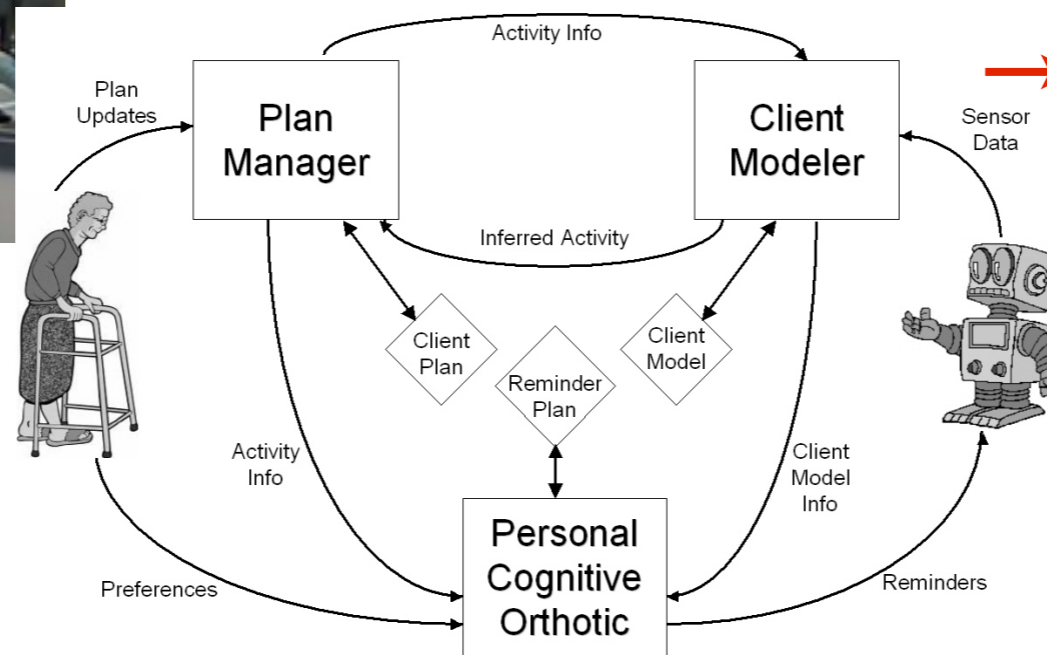 Activity Info
Plan
Updates
Plan
Manager
Client
Modeler
Sensor
Data
Inferred Activity
Client
Plan
Reminder
Plan
Client
Model
Activity
Info
Client
Model
Info
Personal
Cognitive
Orthotic
Preferences
Reminders